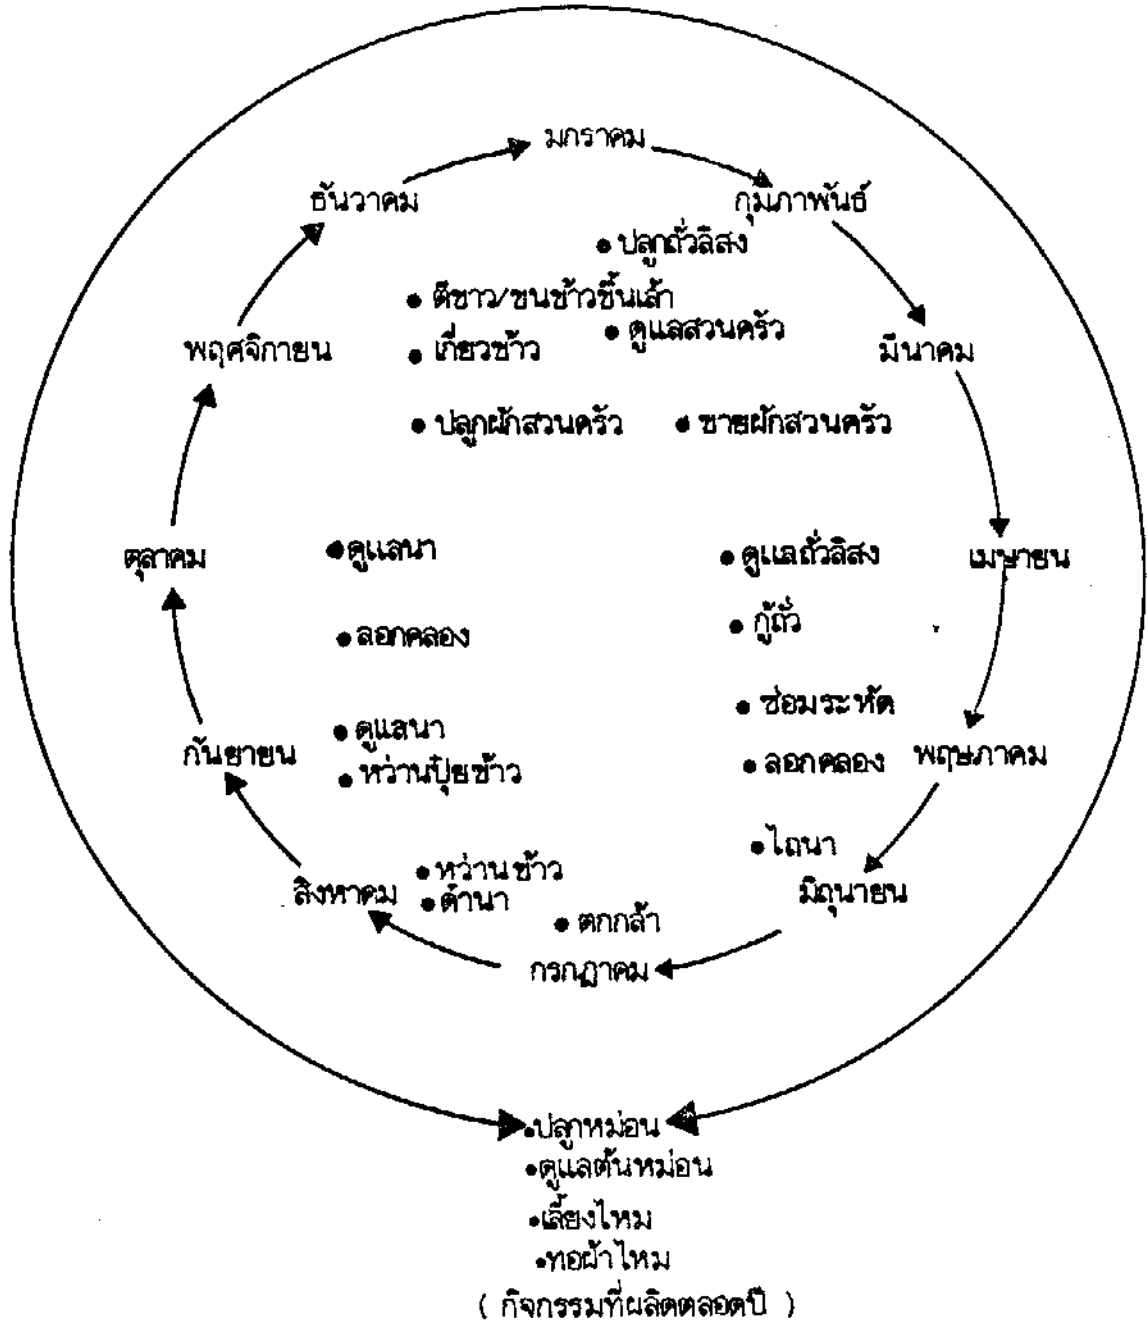 มกราคม
ธันวาคม
กุมภาพันธ์
• ปลูกถั่วลิสง
• ตีขาว/ขนข้าวขึ้นเล้า
• ดูแลสวนครัว
พฤศจิกายน
• เกี่ยวข้าว
มีนาคม
• ปลูกผักสวนครัว
• ขายผักสวนครัว
ตุลาคม
• ดูแลนา
• ดูแลถั่วลิสง
เมษายน
• กู้ถั่ว
• ลอกคลอง
• ซ่อมระหัด
กันยายน
• ดูแลนา
• ลอกคลอง
พฤษภาคม
• หว่านปุ๋ยข้าว
• ไถนา
สิงหาคม
• หว่านข้าว
มิถุนายน
• ดำนา
• ตกกล้า
กรกฎาคม
• ปลูกหม่อน
• ดูแลต้นหม่อน
• เลี้ยงไหม
• ทอผ้าไหม
( กิจกรรมที่ผลิตตลอดปี )